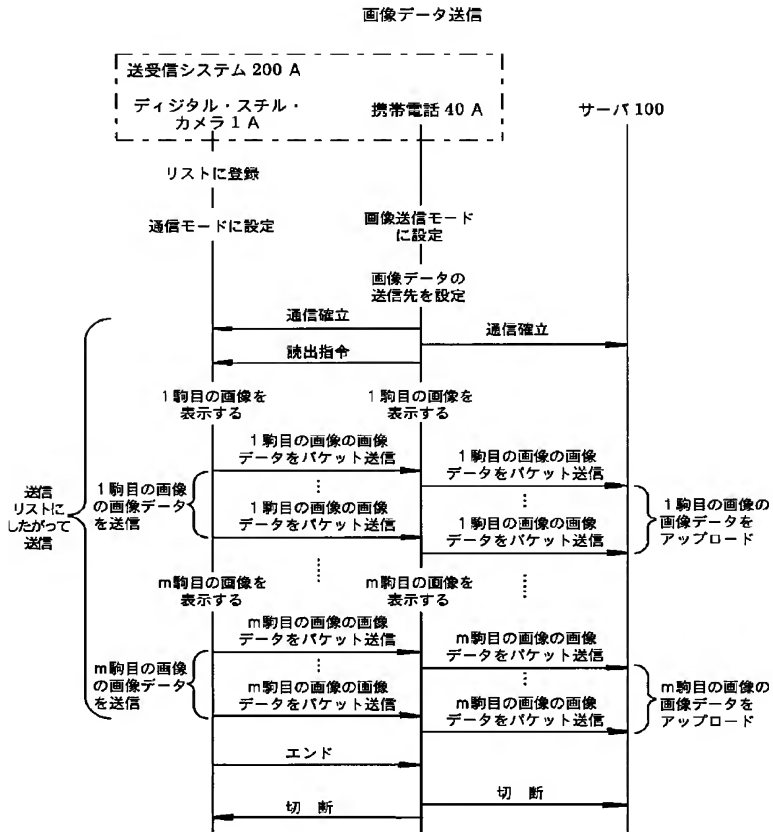 画像データ送信
送受信システム 200 A
ディジタル・スチル・
カメラ 1 A
携帯電話 40 A
サーバ 100
リストに登録
通信モードに設定
画像送信モード
に設定
画像データの
送信先を設定
通信確立
通信確立
読出指令
1駒目の画像を
表示する
1駒目の画像を
表示する
1駒目の画像の画像
データをパケット送信
1駒目の画像の画像
データをパケット送信
送信
リストに
したがって
送信
1駒目の画像
の画像データ
を送信
1駒目の画像の画像
データをパケット送信
1駒目の画像の画像
データをパケット送信
1駒目の画像の
画像データを
アップロード
m駒目の画像を
表示する
m駒目の画像を
表示する
m駒目の画像の画像
データをパケット送信
m駒目の画像の画像
データをパケット送信
m駒目の画像
の画像データ
を送信
m駒目の画像の画像
データをパケット送信
m駒目の画像の画像
データをパケット送信
m駒目の画像の
画像データを
アップロード
エンド
切 断
切 断